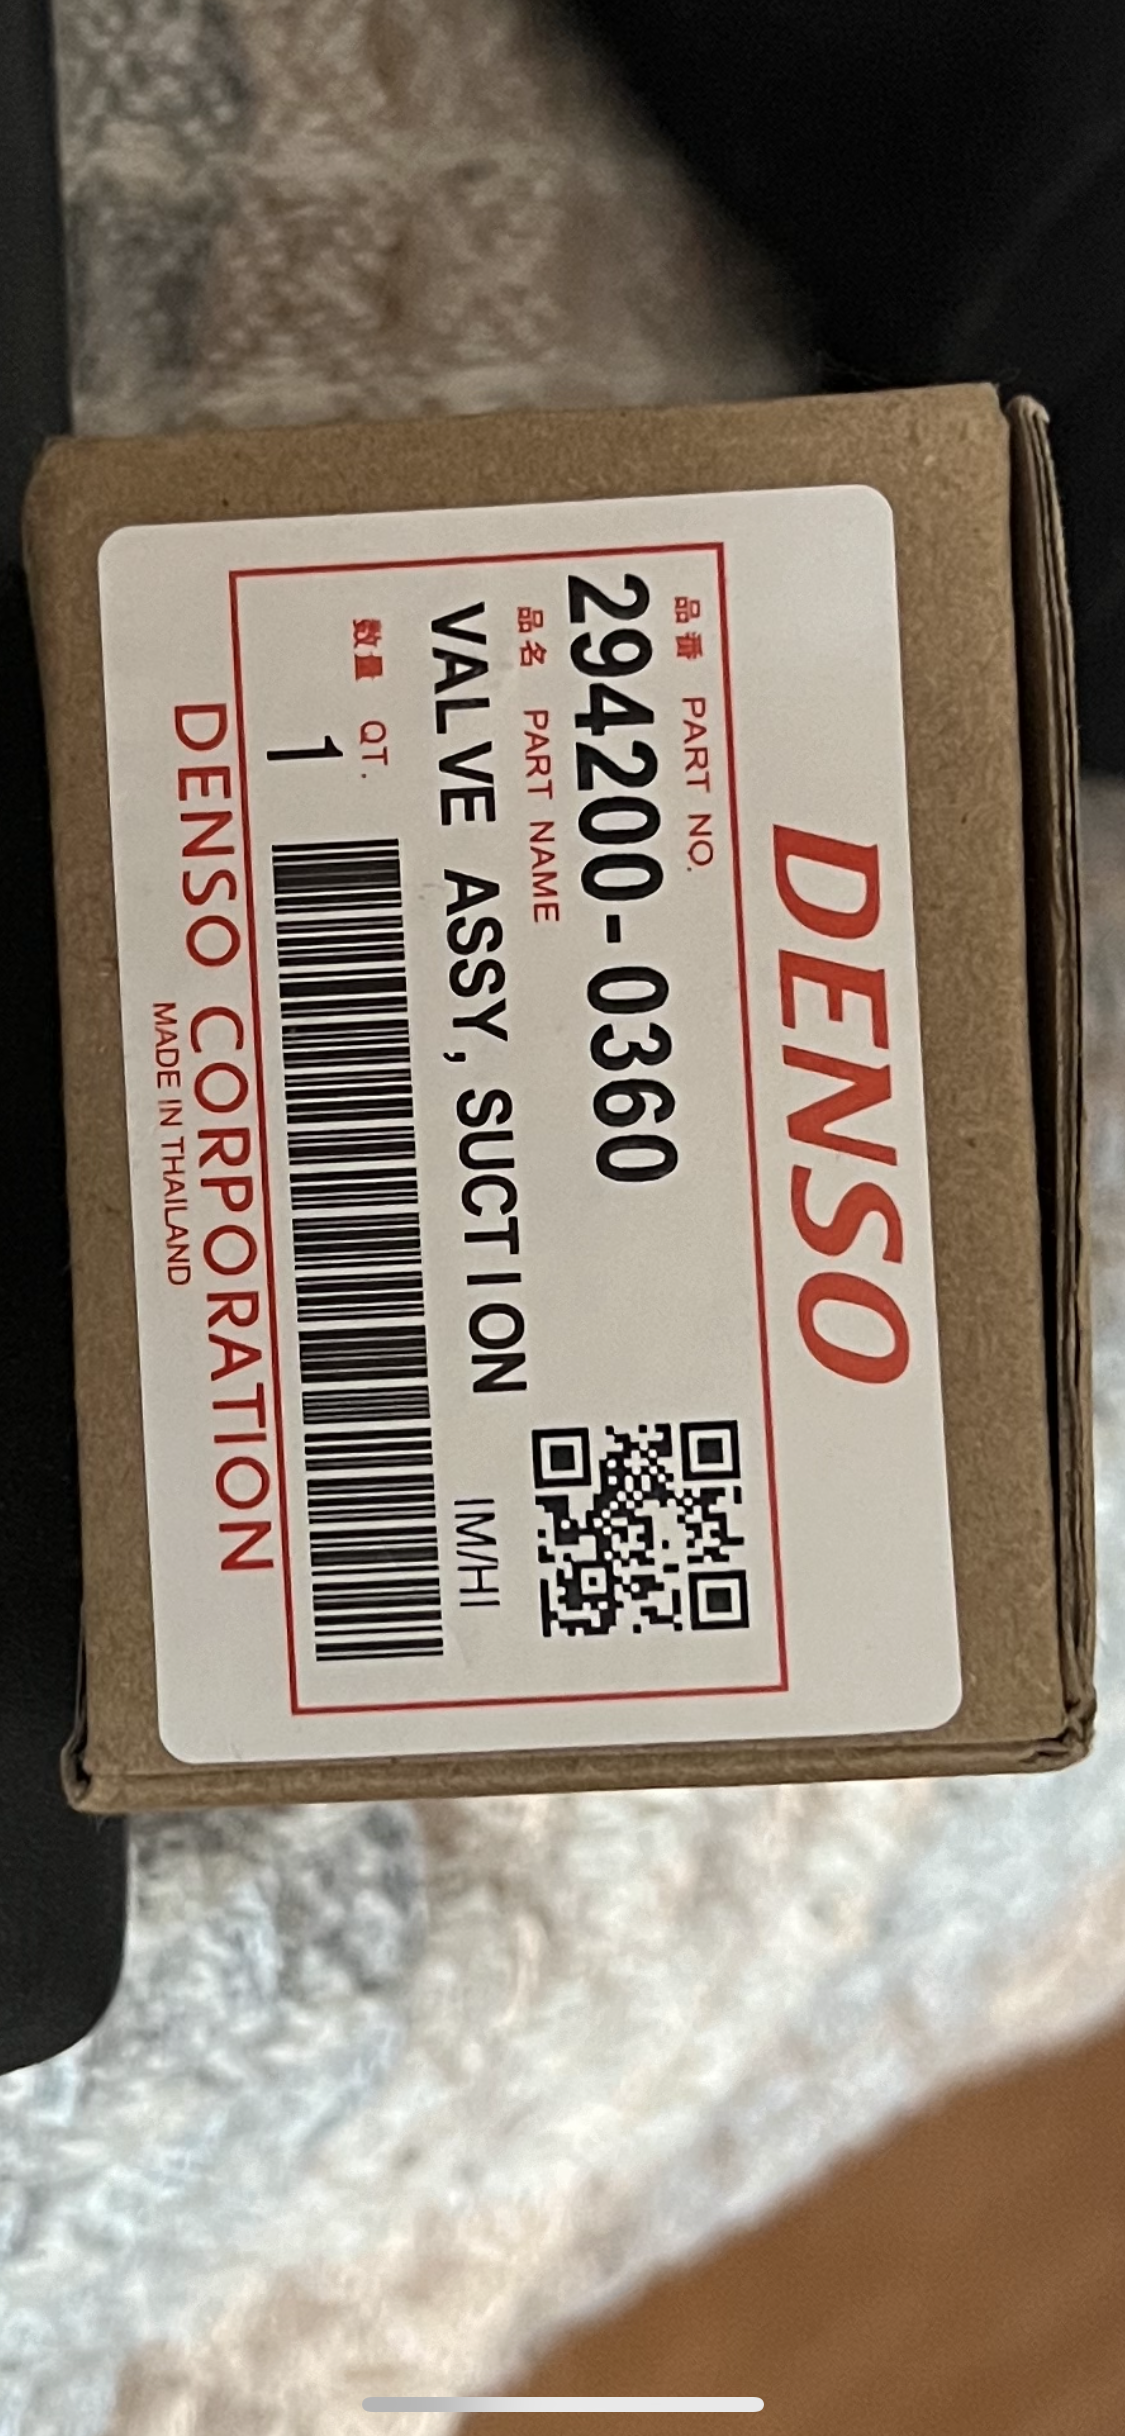 DENSO
品番 PART NO.
294200-0360
品名 PART NAME
VALVE ASSY, SUCTION IM/HI
数量 QT.
1
DENSO CORPORATION
MADE IN THAILAND